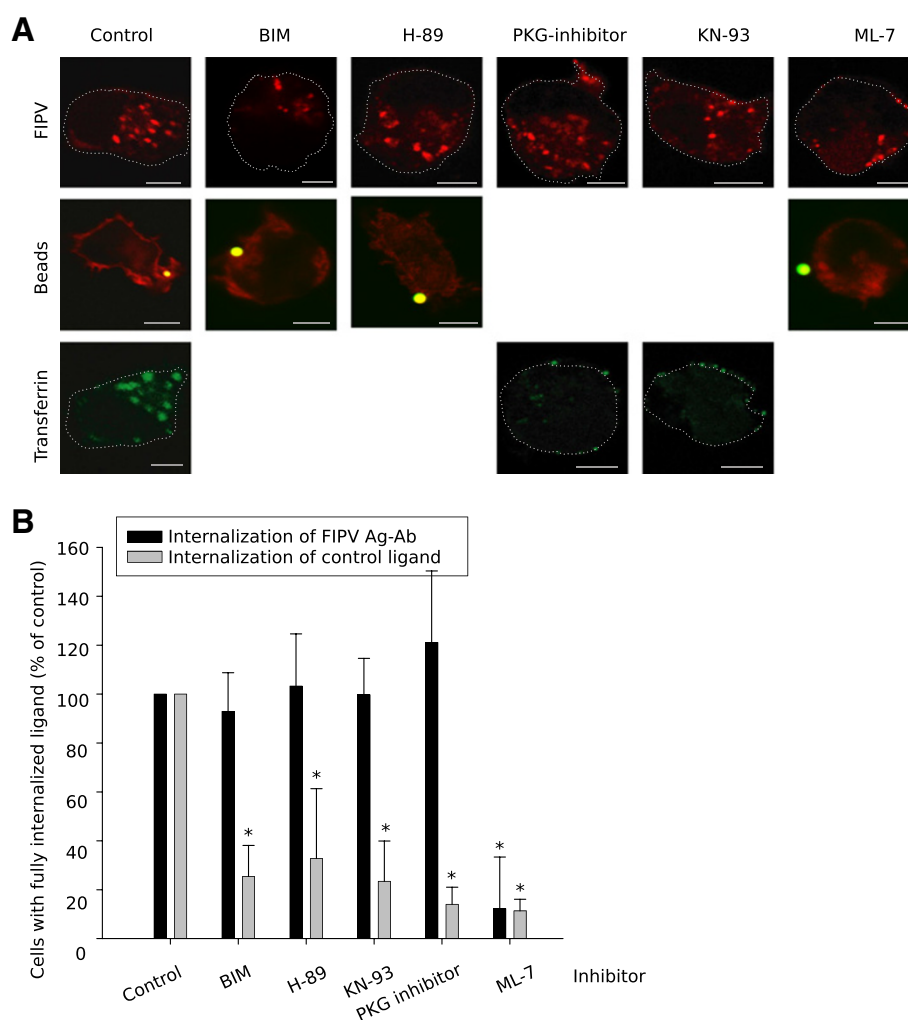 A
Control BIM H-89 PKG-inhibitor KN-93 ML-7
FIPV
Beads
Transferrin
B
Internalization of FIPV Ag-Ab
Internalization of control ligand
Cells with fully internalized ligand (% of control)
160
140
120
100
80
60
40
20
0
*
*
*
*
*
*
Control BIM H-89 KN-93 PKG inhibitor ML-7 Inhibitor